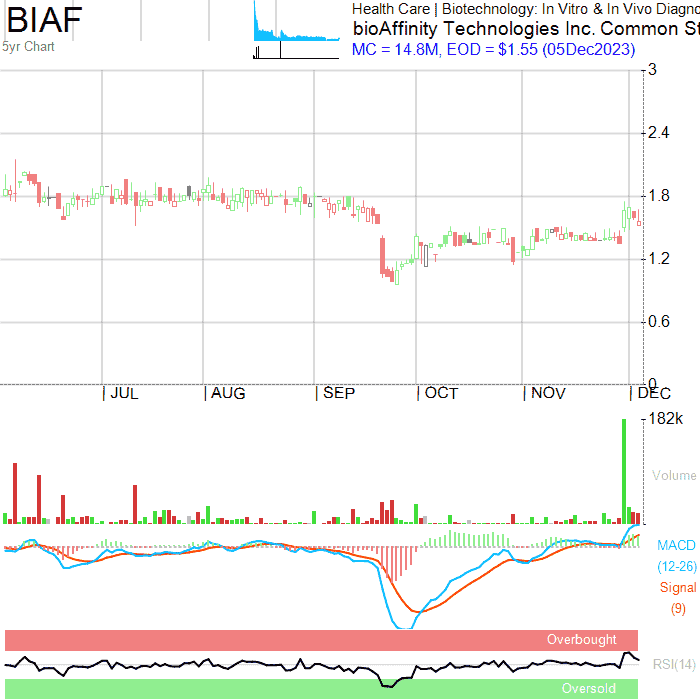 BIAF
5yr Chart
Health Care | Biotechnology: In Vitro & In Vivo Diagno
bioAffinity Technologies Inc. Common St
MC = 14.8M, EOD = $1.55 (05Dec2023)
3
2.4
1.8
1.2
0.6
0
| JUL | AUG | SEP | OCT | NOV | DEC
182k
Volume
MACD
(12-26)
Signal
(9)
Overbought
RSI(14)
Oversold